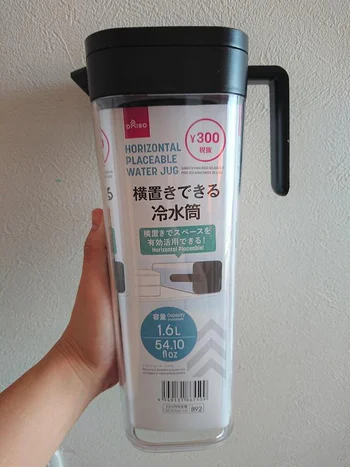 DAISO
HORIZONTAL
PLACEABLE
WATER JUG
¥300
税抜
横置きできる
冷水筒
横置きでスペースを
有効活用できる!
Horizontal Placeable!
容量 Capacity
1.6L
54.10
fl oz
892